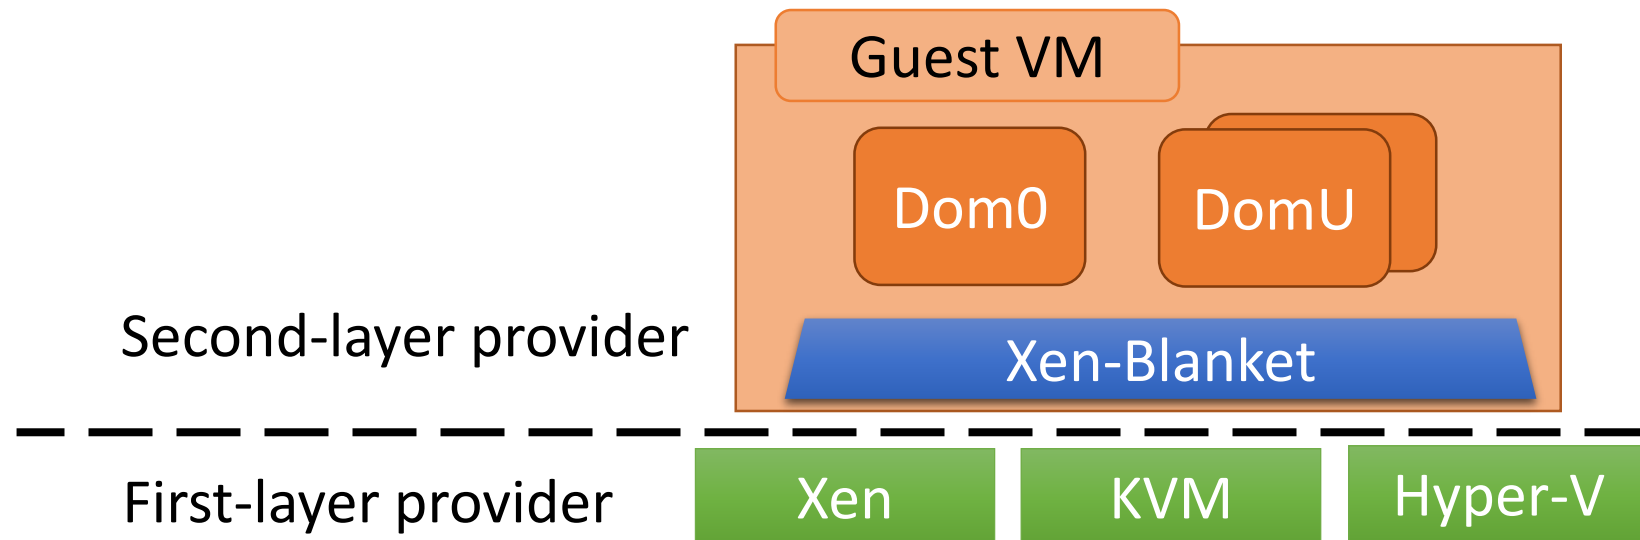 Guest VM
Dom0 DomU
Second-layer provider
Xen-Blanket
First-layer provider
Xen KVM Hyper-V